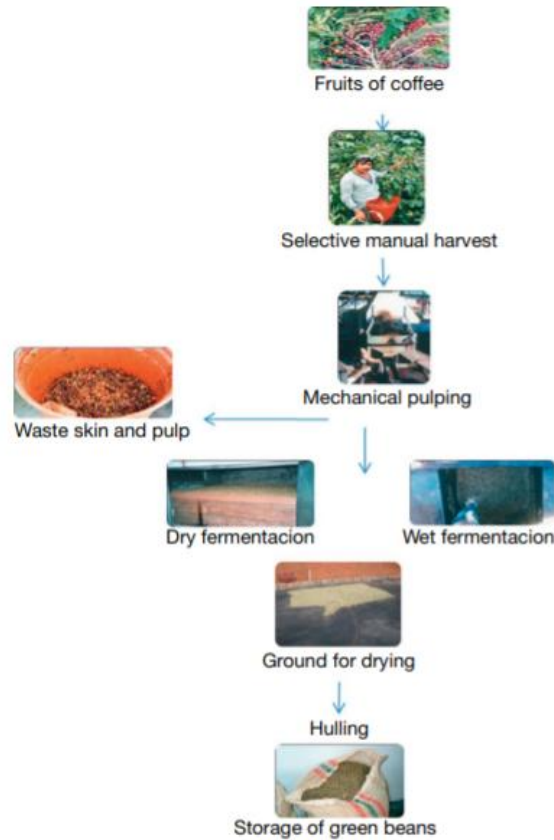 Fruits of coffee
Selective manual harvest
Mechanical pulping
Waste skin and pulp
Dry fermentacion
Wet fermentacion
Ground for drying
Hulling
Storage of green beans